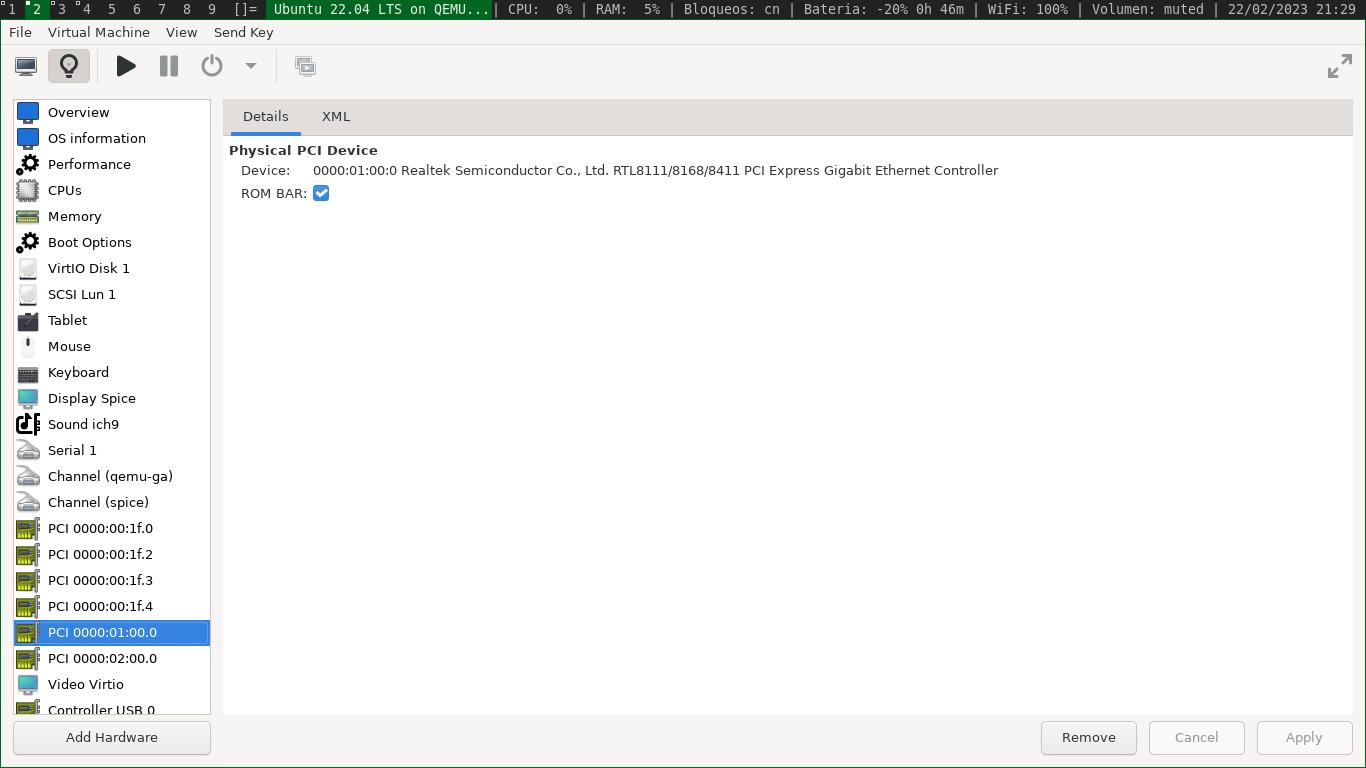 1 2 3 4 5 6 7 8 9 []= Ubuntu 22.04 LTS on QEMU... | CPU: 0% | RAM: 5% | Bloqueos: cn | Bateria: -20% 0h 46m | WiFi: 100% | Volumen: muted | 22/02/2023 21:29
File Virtual Machine View Send Key
Overview
OS information
Performance
CPUs
Memory
Boot Options
VirtIO Disk 1
SCSI Lun 1
Tablet
Mouse
Keyboard
Display Spice
Sound ich9
Serial 1
Channel (qemu-ga)
Channel (spice)
PCI 0000:00:1f.0
PCI 0000:00:1f.2
PCI 0000:00:1f.3
PCI 0000:00:1f.4
PCI 0000:01:00.0
PCI 0000:02:00.0
Video Virtio
Controller USB 0
Add Hardware
Details XML
Physical PCI Device
Device: 0000:01:00:0 Realtek Semiconductor Co., Ltd. RTL8111/8168/8411 PCI Express Gigabit Ethernet Controller
ROM BAR:
Remove Cancel Apply